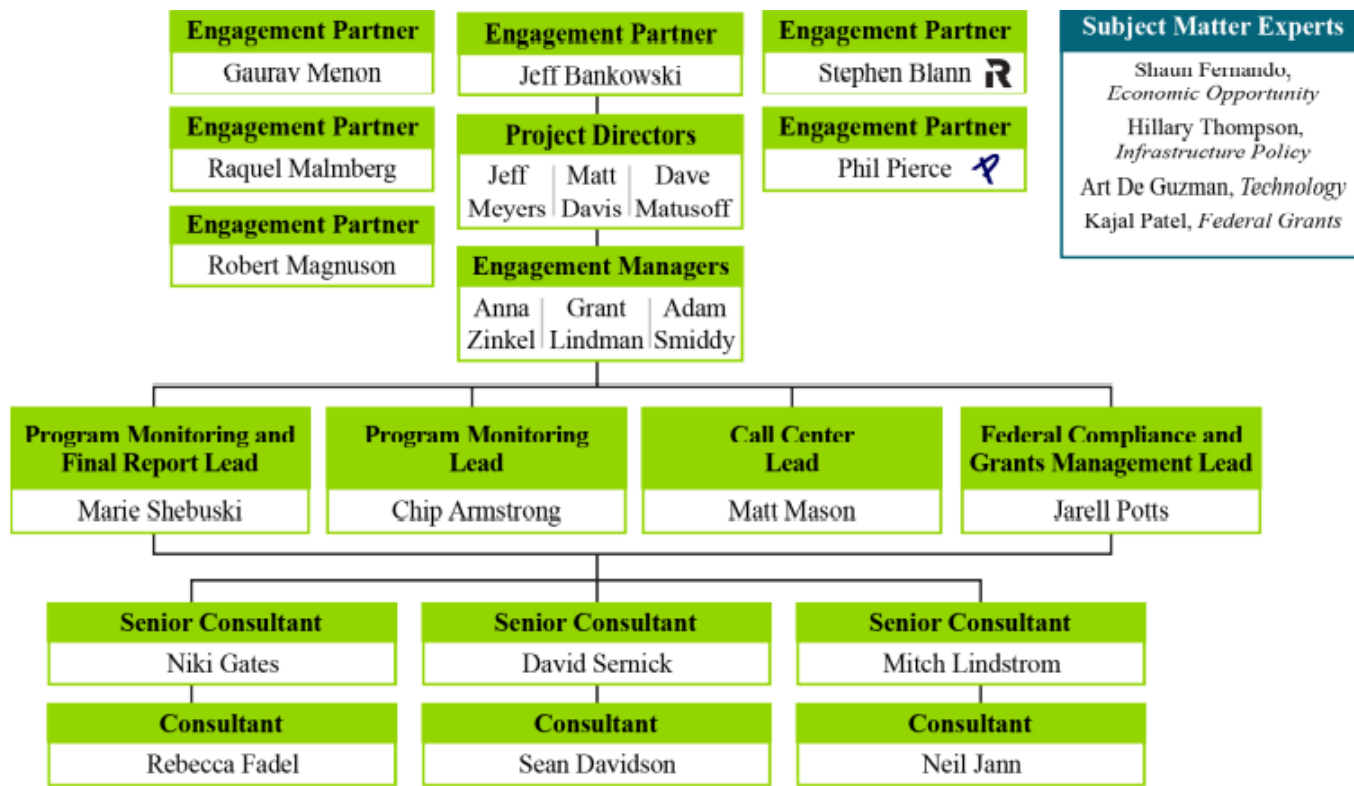 Engagement Partner
Gaurav Menon
Engagement Partner
Raquel Malmberg
Engagement Partner
Robert Magnuson
Engagement Partner
Jeff Bankowski
Project Directors
Jeff Meyers
Matt Davis
Dave Matusoff
Engagement Managers
Anna Zinkel
Grant Lindman
Adam Smiddy
Engagement Partner
Stephen Blann R
Engagement Partner
Phil Pierce
Subject Matter Experts
Shaun Fernando,
Economic Opportunity
Hillary Thompson,
Infrastructure Policy
Art De Guzman, Technology
Kajal Patel, Federal Grants
Program Monitoring and
Final Report Lead
Marie Shebuski
Program Monitoring
Lead
Chip Armstrong
Call Center
Lead
Matt Mason
Federal Compliance and
Grants Management Lead
Jarell Potts
Senior Consultant
Niki Gates
Senior Consultant
David Sernick
Senior Consultant
Mitch Lindstrom
Consultant
Rebecca Fadel
Consultant
Sean Davidson
Consultant
Neil Jann